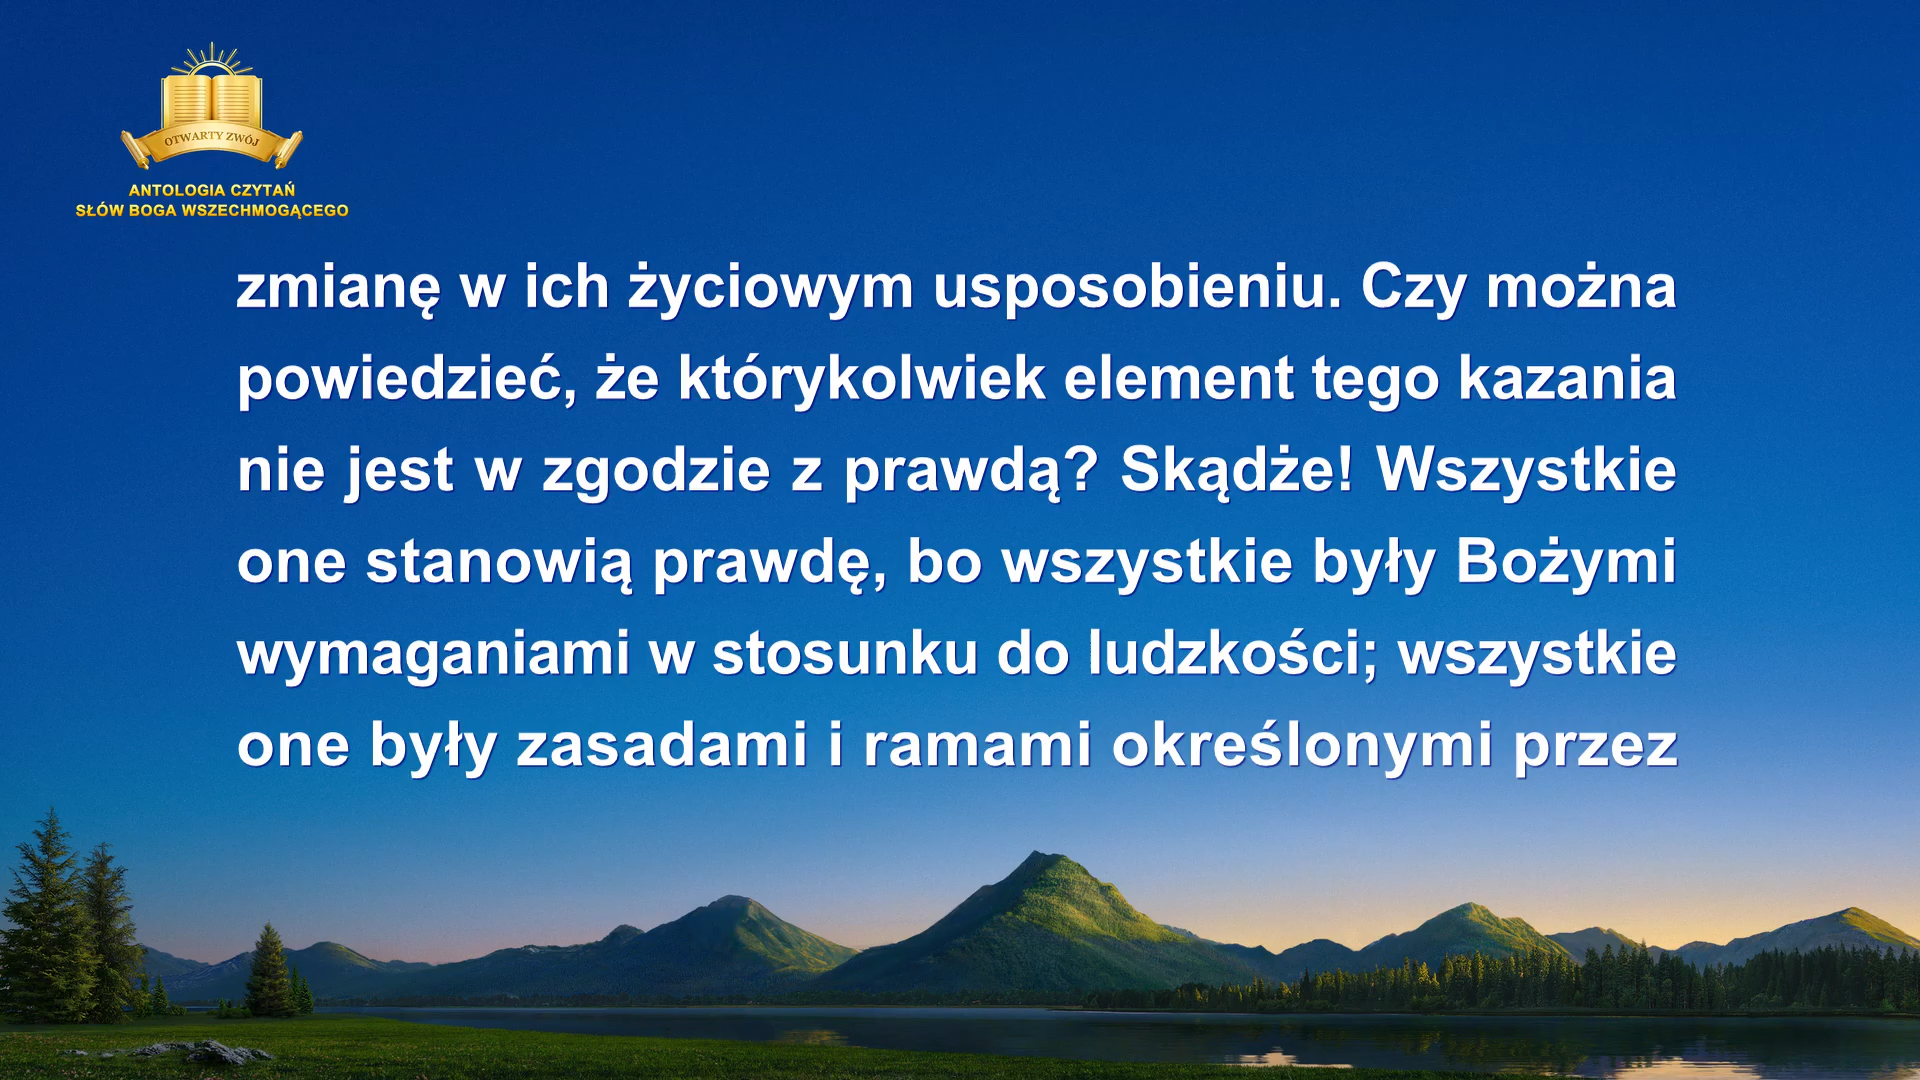 OTWARTY ZWÓJ
ANTOLOGIA CZYTAŃ
SŁÓW BOGA WSZECHMOGĄCEGO
zmianę w ich życiowym usposobieniu. Czy można
powiedzieć, że którykolwiek element tego kazania
nie jest w zgodzie z prawdą? Skądże! Wszystkie
one stanowią prawdę, bo wszystkie były Bożymi
wymaganiami w stosunku do ludzkości; wszystkie
one były zasadami i ramami określonymi przez